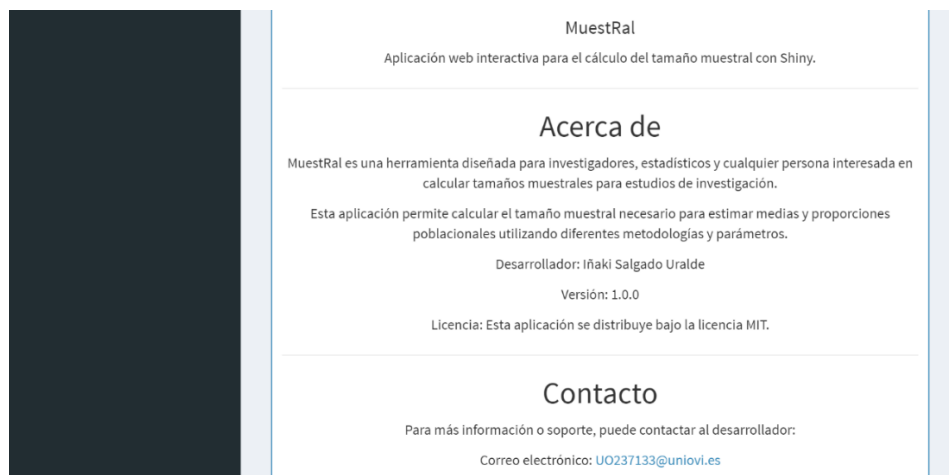 MuestRal
Aplicación web interactiva para el cálculo del tamaño muestral con Shiny.
Acerca de
MuestRal es una herramienta diseñada para investigadores, estadísticos y cualquier persona interesada en
calcular tamaños muestrales para estudios de investigación.
Esta aplicación permite calcular el tamaño muestral necesario para estimar medias y proporciones
poblacionales utilizando diferentes metodologías y parámetros.
Desarrollador: Iñaki Salgado Uralde
Versión: 1.0.0
Licencia: Esta aplicación se distribuye bajo la licencia MIT.
Contacto
Para más información o soporte, puede contactar al desarrollador:
Correo electrónico: UO237133@uniovi.es